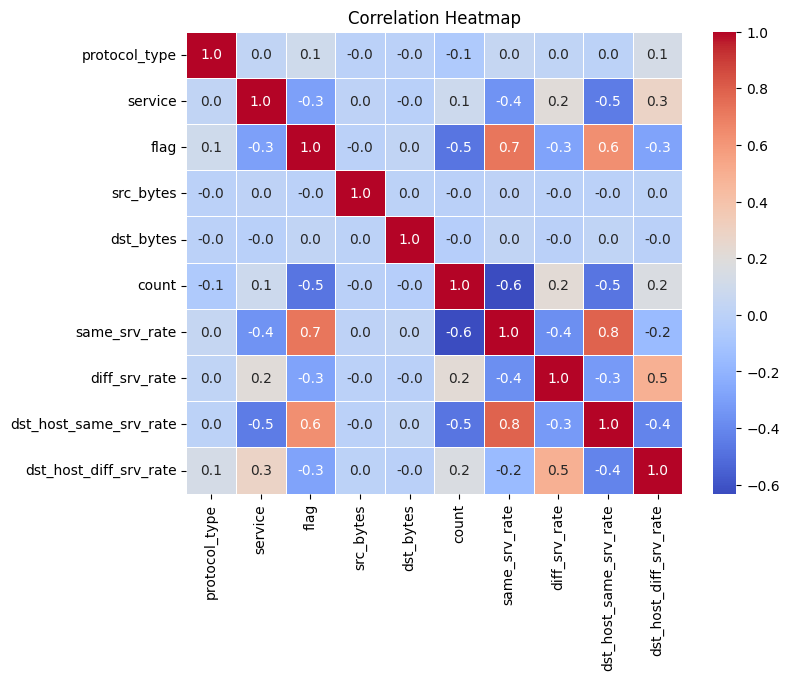 Correlation Heatmap
protocol_type 1.0 0.0 0.1 -0.0 -0.0 -0.1 0.0 0.0 0.0 0.1
service 0.0 1.0 -0.3 0.0 -0.0 0.1 -0.4 0.2 -0.5 0.3
flag 0.1 -0.3 1.0 -0.0 0.0 -0.5 0.7 -0.3 0.6 -0.3
src_bytes -0.0 0.0 -0.0 1.0 0.0 -0.0 0.0 -0.0 -0.0 0.0
dst_bytes -0.0 -0.0 0.0 0.0 1.0 -0.0 0.0 -0.0 0.0 -0.0
count -0.1 0.1 -0.5 -0.0 -0.0 1.0 -0.6 0.2 -0.5 0.2
same_srv_rate 0.0 -0.4 0.7 0.0 0.0 -0.6 1.0 -0.4 0.8 -0.2
diff_srv_rate 0.0 0.2 -0.3 -0.0 -0.0 0.2 -0.4 1.0 -0.3 0.5
dst_host_same_srv_rate 0.0 -0.5 0.6 -0.0 0.0 -0.5 0.8 -0.3 1.0 -0.4
dst_host_diff_srv_rate 0.1 0.3 -0.3 0.0 -0.0 0.2 -0.2 0.5 -0.4 1.0
protocol_type
service
flag
src_bytes
dst_bytes
count
same_srv_rate
diff_srv_rate
dst_host_same_srv_rate
dst_host_diff_srv_rate
1.0
0.8
0.6
0.4
0.2
0.0
−0.2
−0.4
−0.6